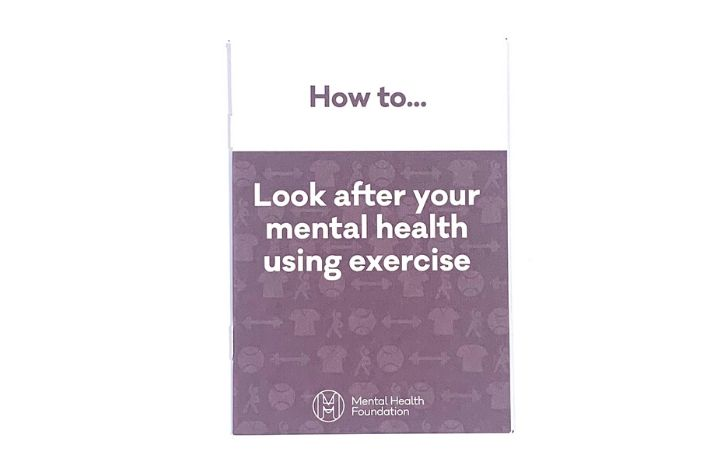 How to...
Look after your
mental health
using exercise
Mental Health
Foundation